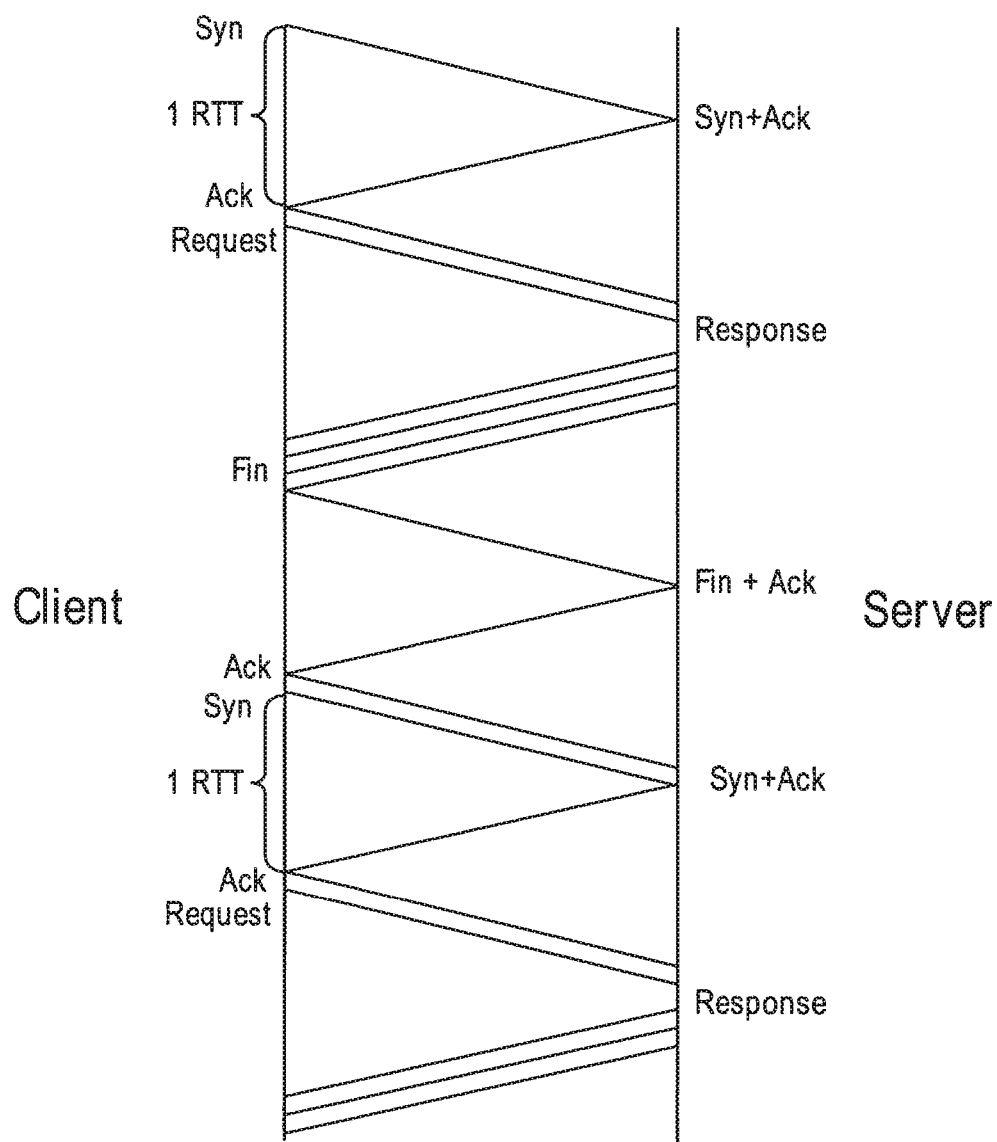 Syn
1 RTT
Syn+Ack
Ack
Request
Response
Fin
Client
Fin + Ack
Server
Ack
Syn
1 RTT
Syn+Ack
Ack
Request
Response